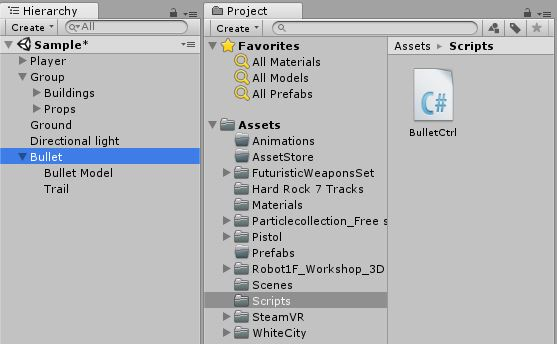 Hierarchy
Create
All
Sample*
Player
Group
Buildings
Props
Ground
Directional light
Bullet
Bullet Model
Trail
Project
Create
Favorites
All Materials
All Models
All Prefabs
Assets
Animations
AssetStore
FuturisticWeaponsSet
Hard Rock 7 Tracks
Materials
Particlecollection_Free s
Pistol
Prefabs
Robot1F_Workshop_3D
Scenes
Scripts
SteamVR
WhiteCity
Assets Scripts
C#
BulletCtrl